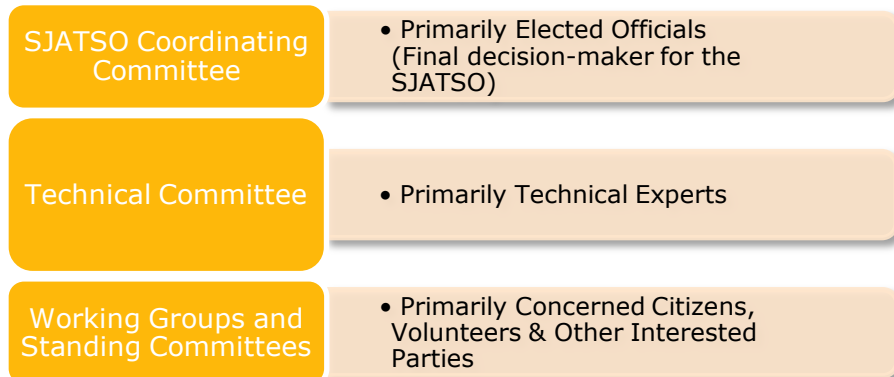 SJATSO Coordinating
Committee
• Primarily Elected Officials
(Final decision-maker for the
SJATSO)
Technical Committee
• Primarily Technical Experts
Working Groups and
Standing Committees
• Primarily Concerned Citizens,
Volunteers & Other Interested
Parties